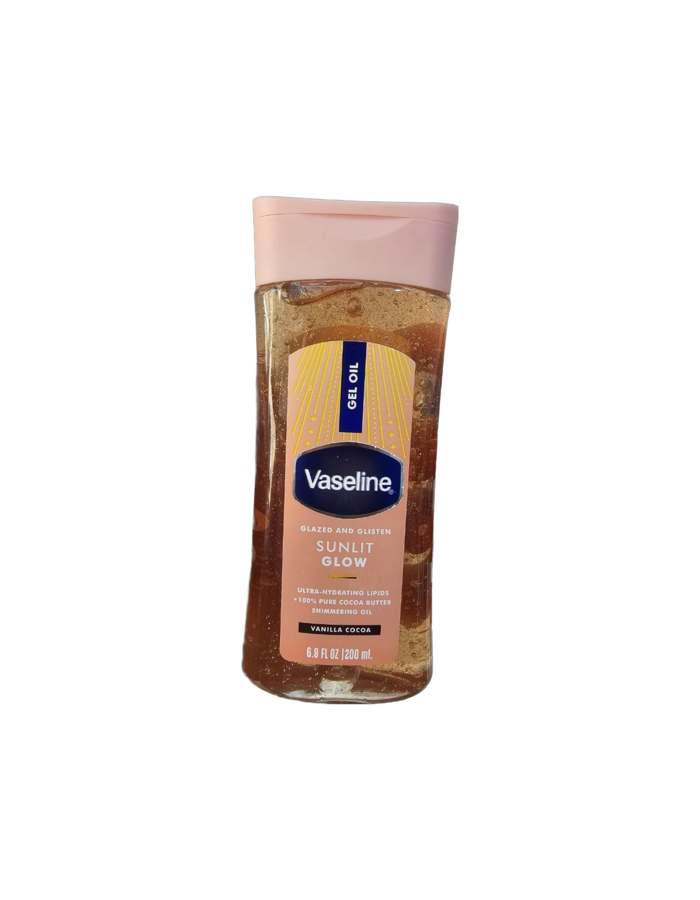 GEL OIL
Vaseline®
GLAZED AND GLISTEN
SUNLIT
GLOW
ULTRA-HYDRATING LIPIDS
+100% PURE COCOA BUTTER
SHIMMERING OIL
VANILLA COCOA
6.8 FL OZ | 200 ml.